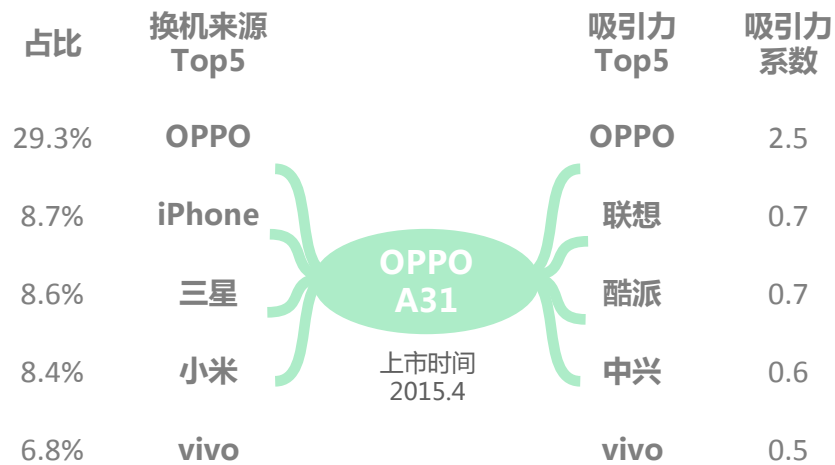 占比 换机来源 Top5 吸引力 Top5 吸引力 系数
29.3% OPPO OPPO 2.5
8.7% iPhone 联想 0.7
OPPO
A31
8.6% 三星 酷派 0.7
上市时间
2015.4
8.4% 小米 中兴 0.6
6.8% vivo vivo 0.5